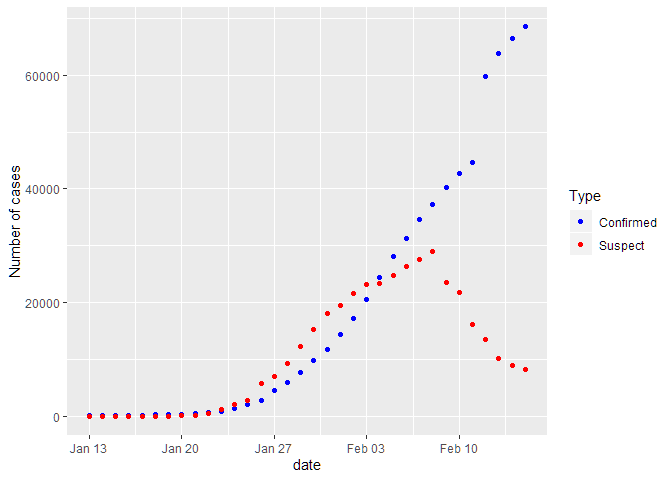 60000
40000
20000
0
Number of cases
Jan 13
Jan 20
Jan 27
Feb 03
Feb 10
date
Type
Confirmed
Suspect